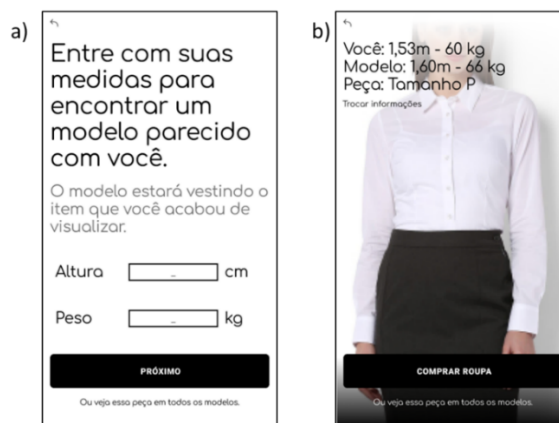 a)
Entre com suas
medidas para
encontrar um
modelo parecido
com você.
O modelo estará vestindo o
item que você acabou de
visualizar.
Altura _ cm
Peso _ kg
PRÓXIMO
Ou veja essa peça em todos os modelos.
b)
Você: 1,53m - 60 kg
Modelo: 1,60m - 66 kg
Peça: Tamanho P
Trocar informações
COMPRAR ROUPA
Ou veja essa peça em todos os modelos.